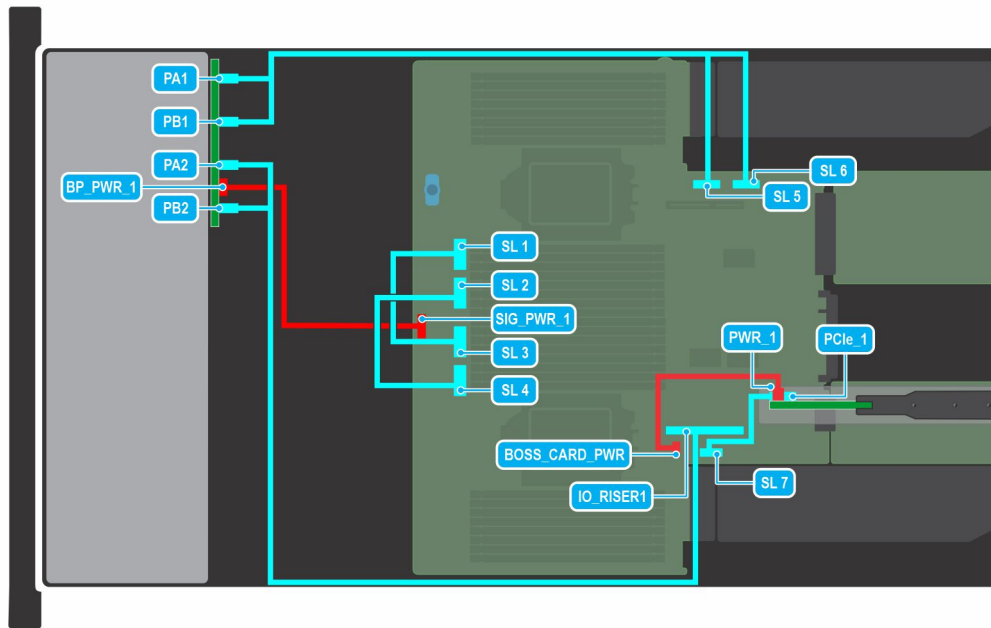 PA1
PB1
PA2
BP_PWR_1
PB2
SL 6
SL 5
SL 1
SL 2
SIG_PWR_1
SL 3
SL 4
PWR_1
PCIe_1
BOSS_CARD_PWR
IO_RISER1
SL 7